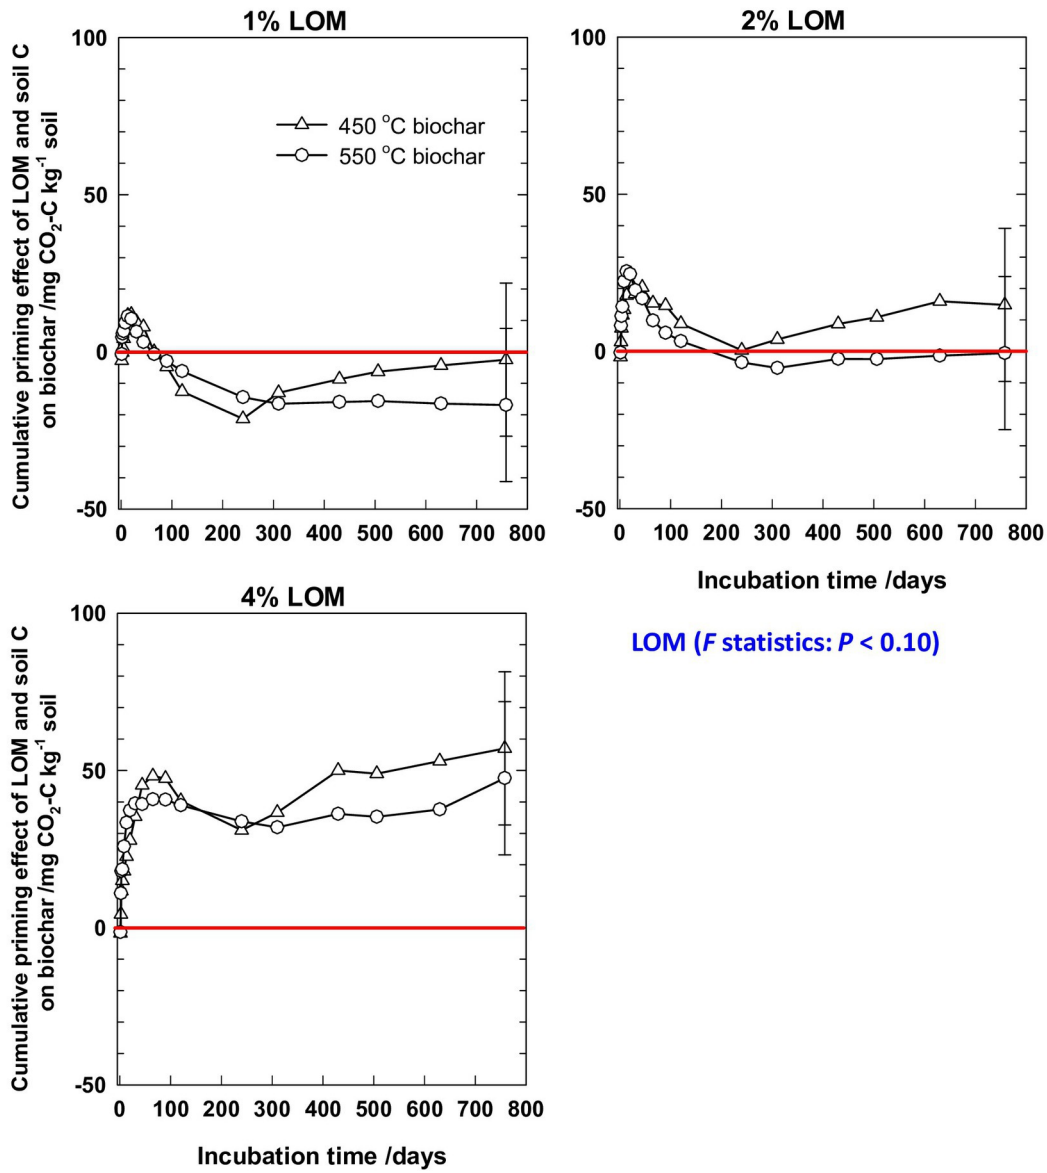 1% LOM
Cumulative priming effect of LOM and soil C
on biochar /mg CO₂-C kg⁻¹ soil
100
50
0
-50
450 °C biochar
550 °C biochar
0 100 200 300 400 500 600 700 800
2% LOM
100
50
0
-50
0 100 200 300 400 500 600 700 800
Incubation time /days
LOM (F statistics: P < 0.10)
4% LOM
Cumulative priming effect of LOM and soil C
on biochar /mg CO₂-C kg⁻¹ soil
100
50
0
-50
0 100 200 300 400 500 600 700 800
Incubation time /days